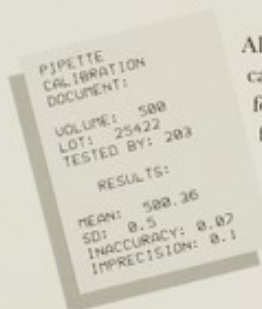 PIPETTE
CALIBRATION
DOCUMENT:
VOLUME: 500
LOT: 25422
TESTED BY: 203
RESULTS:
MEAN: 500.36
SD: 0.5
INACCURACY: 0.07
IMPRECISION: 0.1